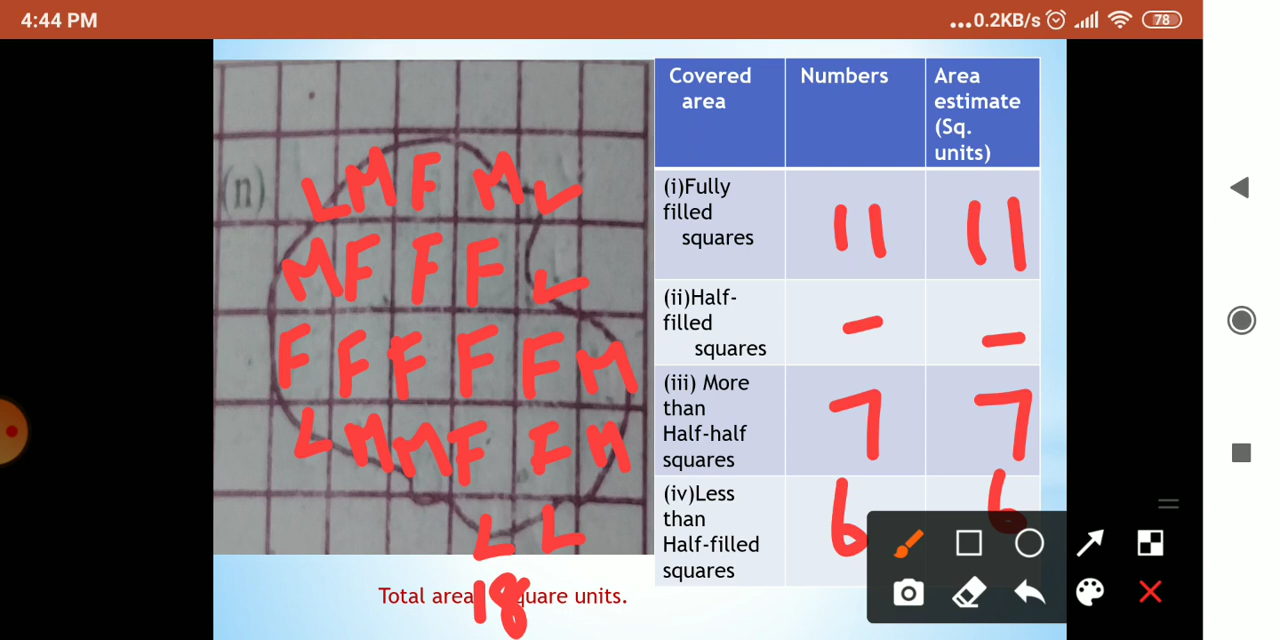 4:44 PM
...0.2KB/s 78
(n)
L M F M L
M F F F L
F F F F F M
L M M F F M
L L
Covered area Numbers Area estimate (Sq. units)
(i)Fully filled squares 11 11
(ii)Half-filled squares - -
(iii) More than Half-half squares 7 7
(iv)Less than Half-filled squares 6 6
Total area 18 quare units.